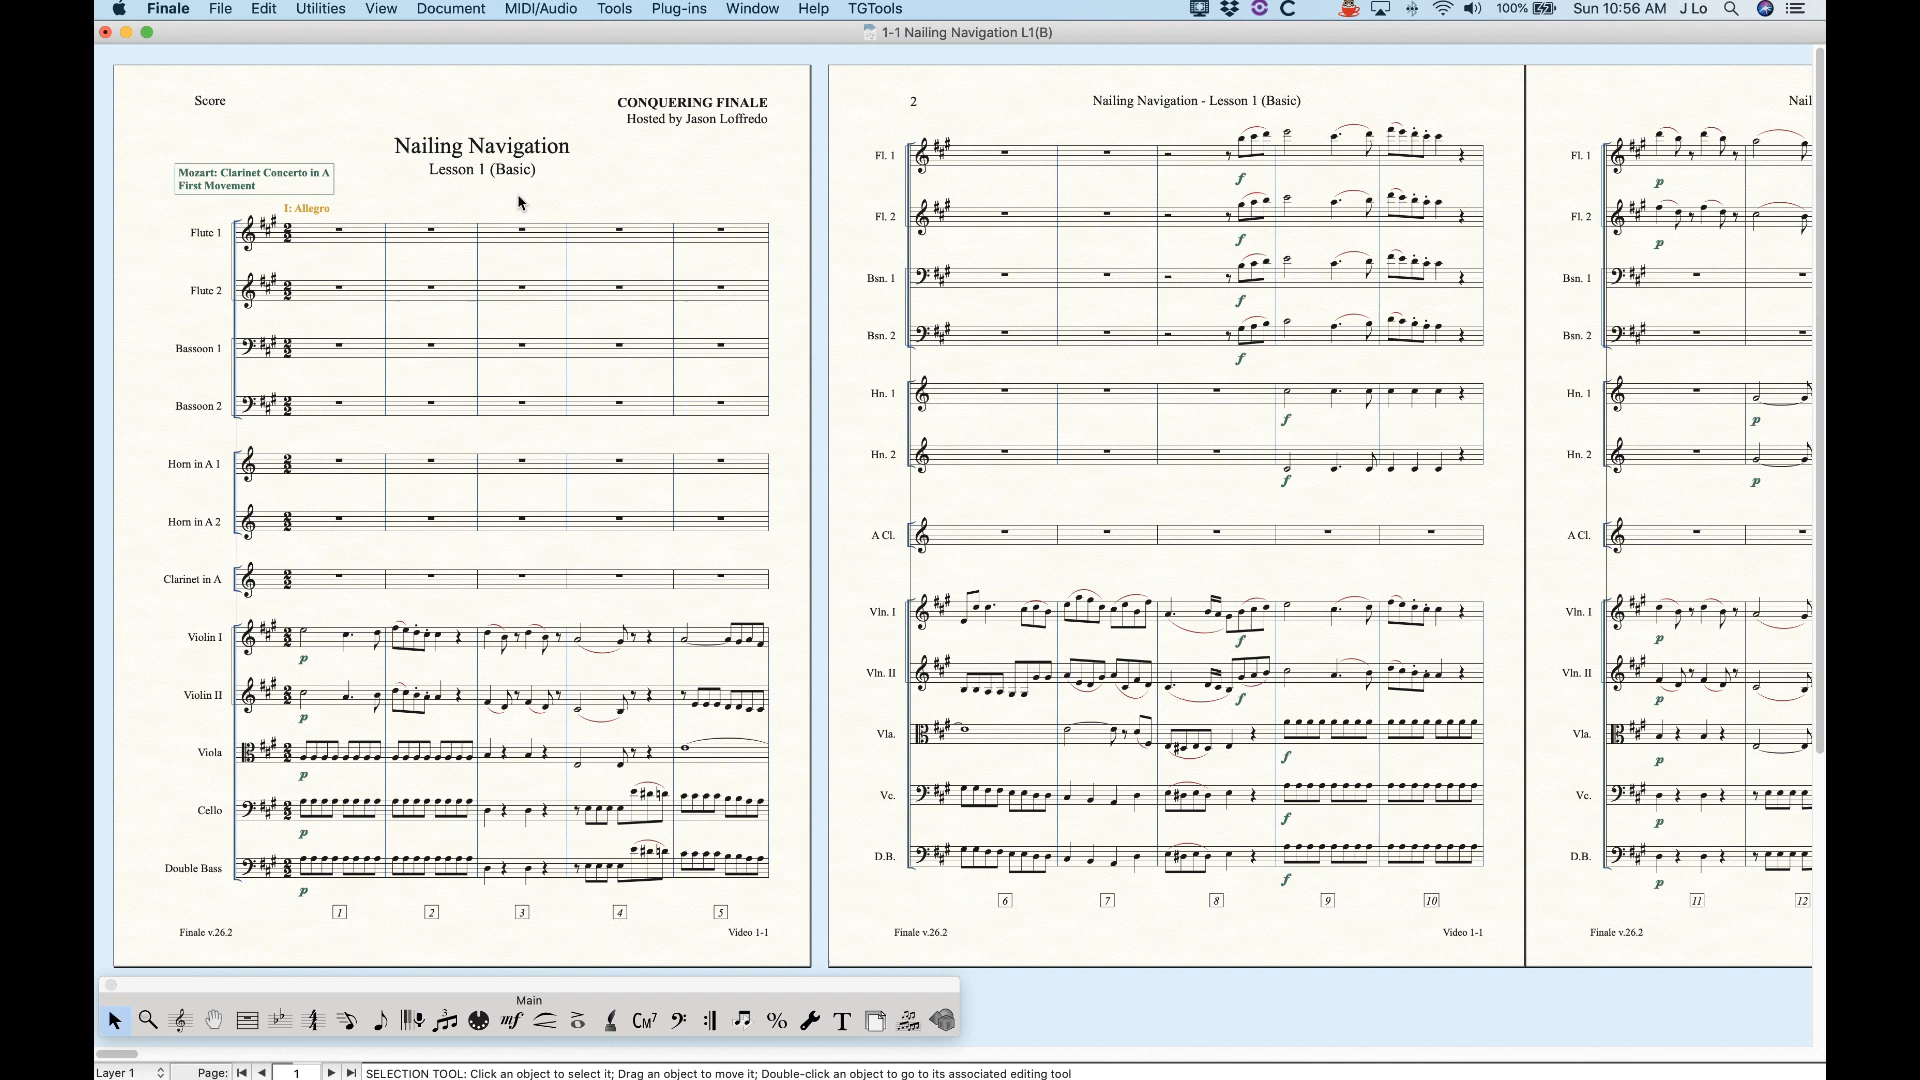 Finale File Edit Utilities View Document MIDI/Audio Tools Plug-ins Window Help TGTools 100% Sun 10:56 AM J Lo
1-1 Nailing Navigation L1(B)
Score
CONQUERING FINALE
Hosted by Jason Loffredo
Nailing Navigation
Lesson 1 (Basic)
Mozart: Clarinet Concerto in A
First Movement
I: Allegro
Flute 1
Flute 2
Bassoon 1
Bassoon 2
Horn in A 1
Horn in A 2
Clarinet in A
Violin I
p
Violin II
p
Viola
p
Cello
p
Double Bass
p
1 2 3 4 5
Finale v.26.2 Video 1-1
2 Nailing Navigation - Lesson 1 (Basic)
Fl. 1
f
Fl. 2
f
Bsn. 1
f
Bsn. 2
f
Hn. 1
f
Hn. 2
f
A Cl.
Vln. I
f
Vln. II
f
Vla.
f
Vc.
f
D.B.
f
6 7 8 9 10
Finale v.26.2 Video 1-1
Nail
Fl. 1
p
Fl. 2
p
Bsn. 1
Bsn. 2
Hn. 1
p
Hn. 2
p
A Cl.
Vln. I
p
Vln. II
p
Vla.
p
Vc.
p
D.B.
p
11 12
Finale v.26.2
Main
mf CM7 % T
Layer 1 Page: 1 SELECTION TOOL: Click an object to select it; Drag an object to move it; Double-click an object to go to its associated editing tool